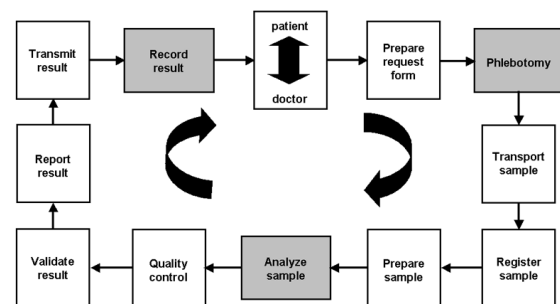 Transmit
result
Record
result
patient
doctor
Prepare
request
form
Phlebotomy
Report
result
Transport
sample
Validate
result
Quality
control
Analyze
sample
Prepare
sample
Register
sample